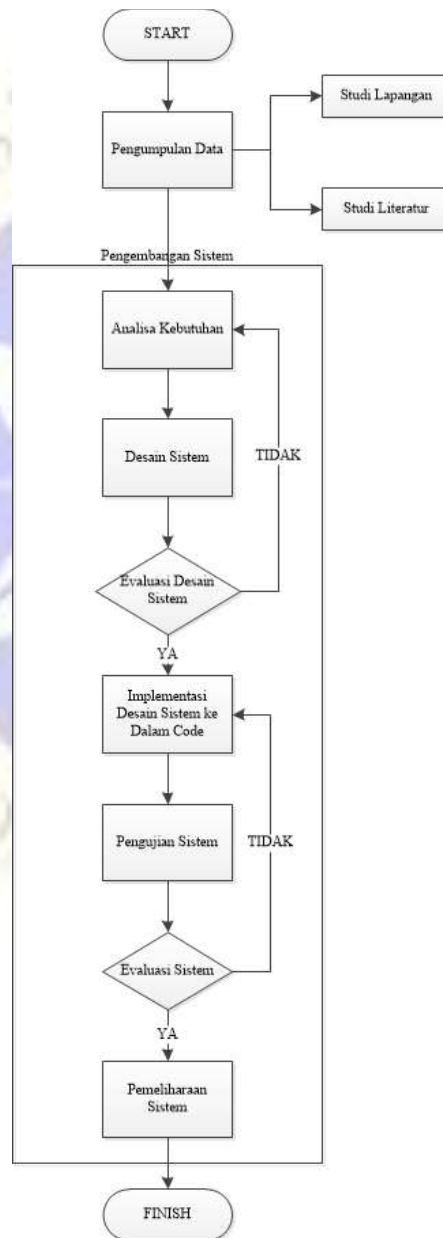 START
Pengumpulan Data
Studi Lapangan
Studi Literatur
Pengembangan Sistem
Analisa Kebutuhan
Desain Sistem
TIDAK
Evaluasi Desain
Sistem
YA
Implementasi
Desain Sistem ke
Dalam Code
Pengujian Sistem
TIDAK
Evaluasi Sistem
YA
Pemeliharaan
Sistem
FINISH